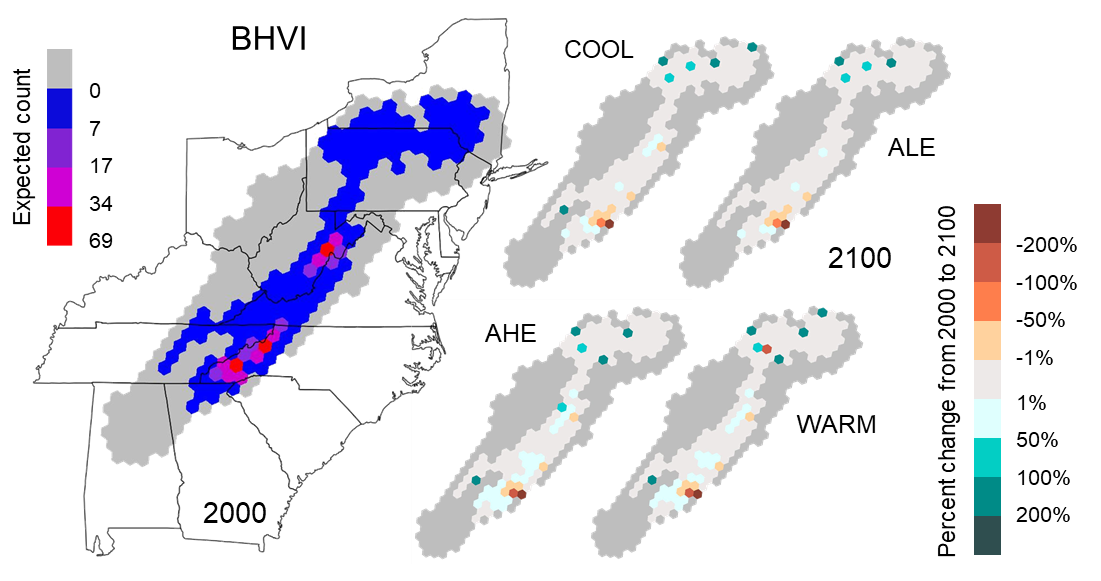 BHVI
Expected count
0
7
17
34
69
2000
COOL
ALE
2100
AHE
WARM
Percent change from 2000 to 2100
-200%
-100%
-50%
-1%
1%
50%
100%
200%